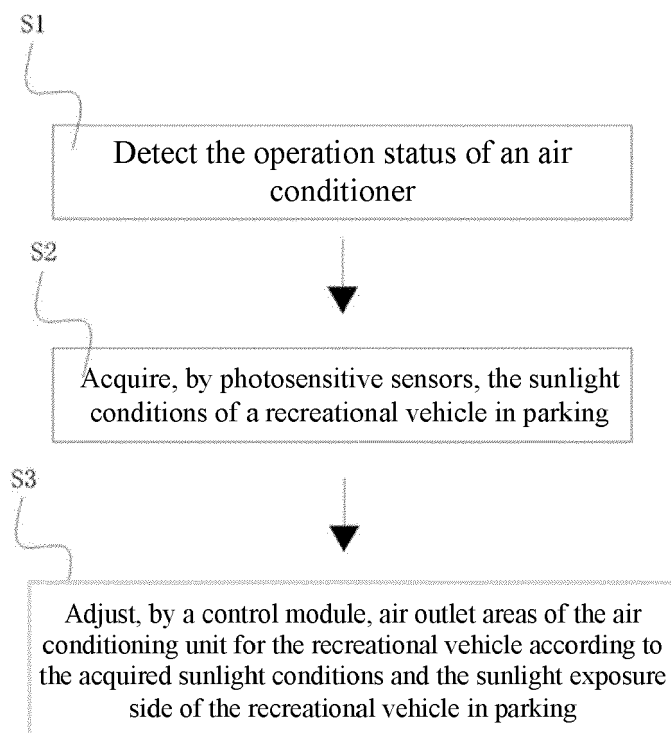 S1
Detect the operation status of an air
conditioner
S2
Acquire, by photosensitive sensors, the sunlight
conditions of a recreational vehicle in parking
S3
Adjust, by a control module, air outlet areas of the air
conditioning unit for the recreational vehicle according to
the acquired sunlight conditions and the sunlight exposure
side of the recreational vehicle in parking